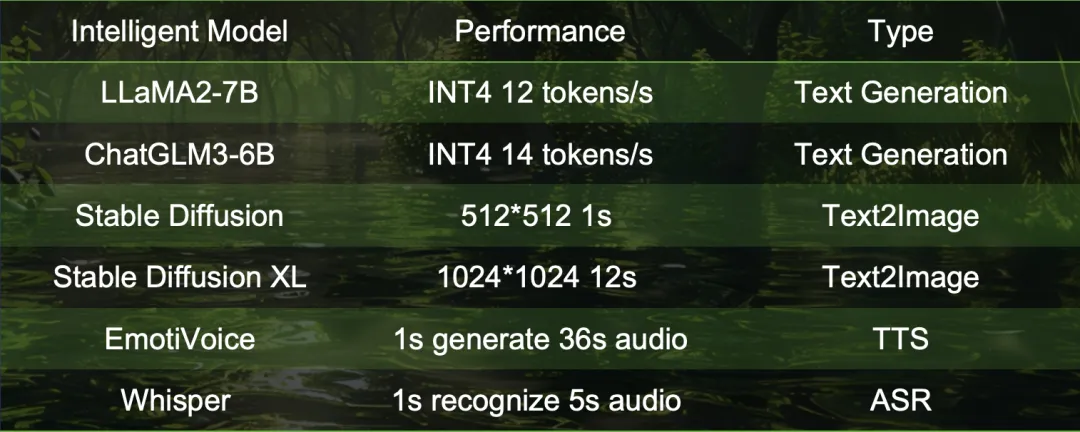 Intelligent Model Performance Type
LLaMA2-7B INT4 12 tokens/s Text Generation
ChatGLM3-6B INT4 14 tokens/s Text Generation
Stable Diffusion 512*512 1s Text2Image
Stable Diffusion XL 1024*1024 12s Text2Image
EmotiVoice 1s generate 36s audio TTS
Whisper 1s recognize 5s audio ASR